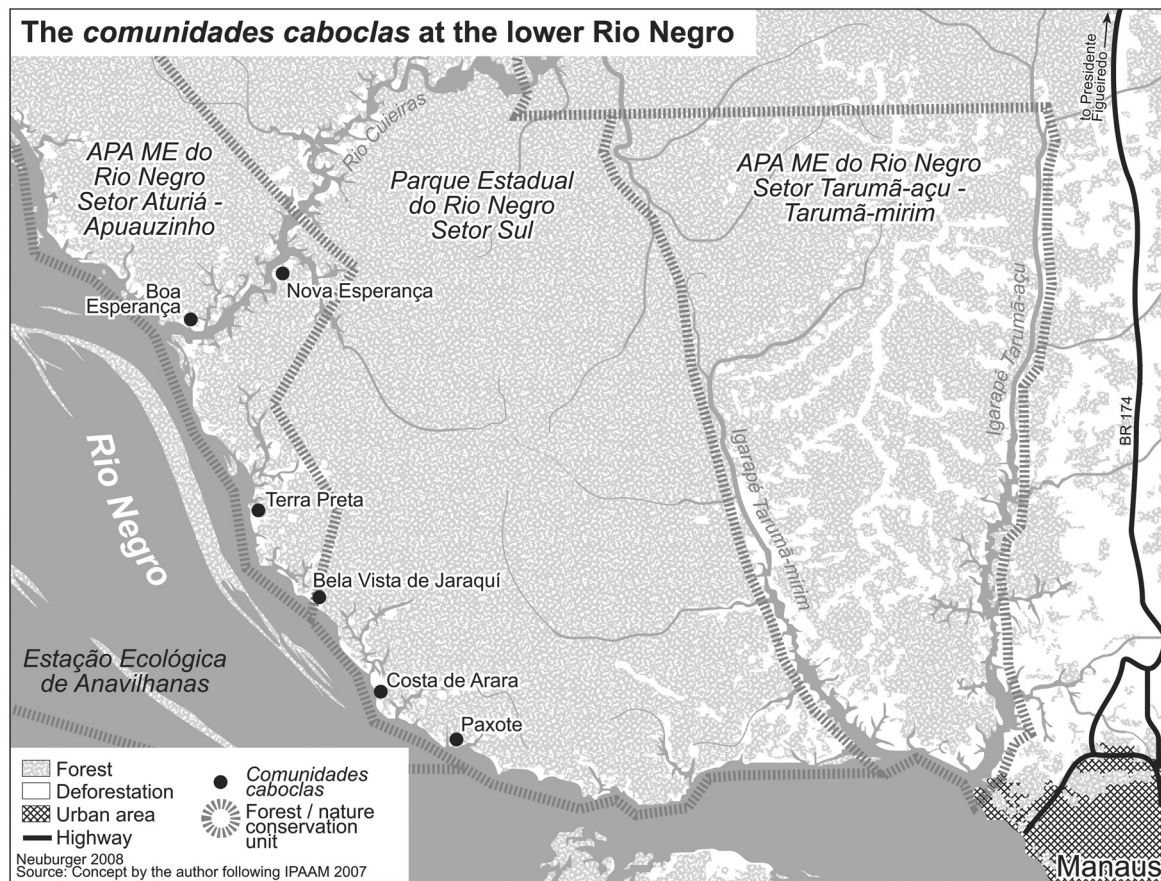 The comunidades caboclas at the lower Rio Negro
to Presidente
Figueiredo
Rio Cuieiras
APA ME do
Rio Negro
Setor Aturiá -
Apuauzinho
Parque Estadual
do Rio Negro
Setor Sul
APA ME do Rio Negro
Setor Tarumã-açu -
Tarumã-mirim
Boa
Esperança
Nova Esperança
Igarapé Tarumã-açu
BR 174
Rio Negro
Igarapé Tarumã-mirim
Terra Preta
Bela Vista de Jaraquí
Estação Ecológica
de Anavilhanas
Costa de Arara
Paxote
Forest
Deforestation
Urban area
Highway
Comunidades
caboclas
Forest / nature
conservation
unit
Neuburger 2008
Source: Concept by the author following IPAAM 2007
Manaus